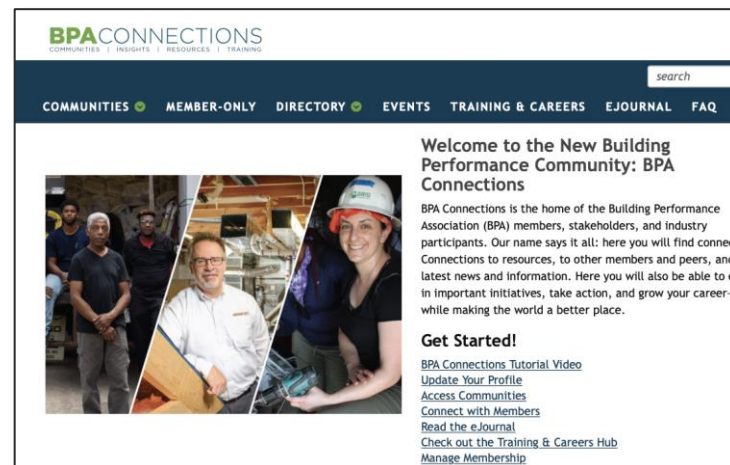 BPACONNECTIONS
COMMUNITIES | INSIGHTS | RESOURCES | TRAINING
search
COMMUNITIES MEMBER-ONLY DIRECTORY EVENTS TRAINING & CAREERS EJOURNAL FAQ
Welcome to the New Building
Performance Community: BPA
Connections
BPA Connections is the home of the Building Performance
Association (BPA) members, stakeholders, and industry
participants. Our name says it all: here you will find connec
Connections to resources, to other members and peers, an
latest news and information. Here you will also be able to
in important initiatives, take action, and grow your career-
while making the world a better place.
Get Started!
BPA Connections Tutorial Video
Update Your Profile
Access Communities
Connect with Members
Read the eJournal
Check out the Training & Careers Hub
Manage Membership